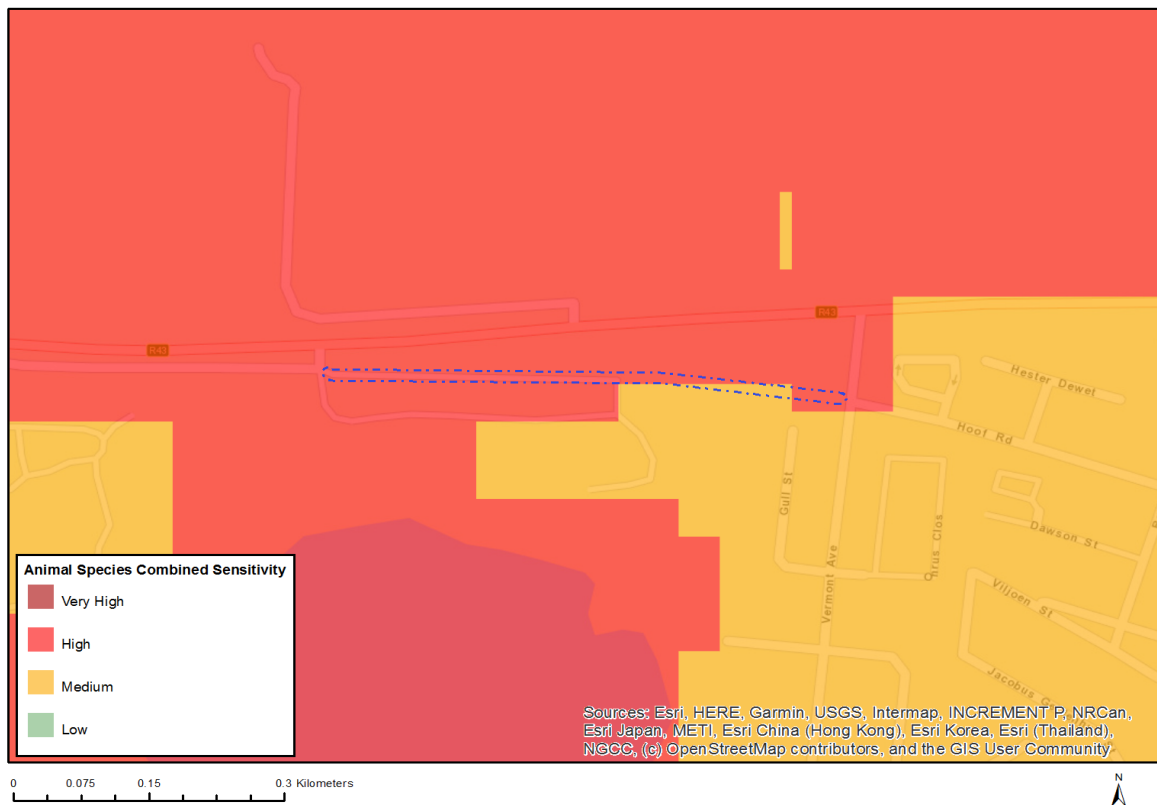 R43
R43
Hester Dewet
Hoof Rd
Gull St
Dawson St
Vermont Ave
Viljoen St
Animal Species Combined Sensitivity
Very High
High
Medium
Low
Sources: Esri, HERE, Garmin, USGS, Intermap, INCREMENT P, NRCan,
Esri Japan, METI, Esri China (Hong Kong), Esri Korea, Esri (Thailand),
NGCC, (c) OpenStreetMap contributors, and the GIS User Community
0 0.075 0.15 0.3 Kilometers
N